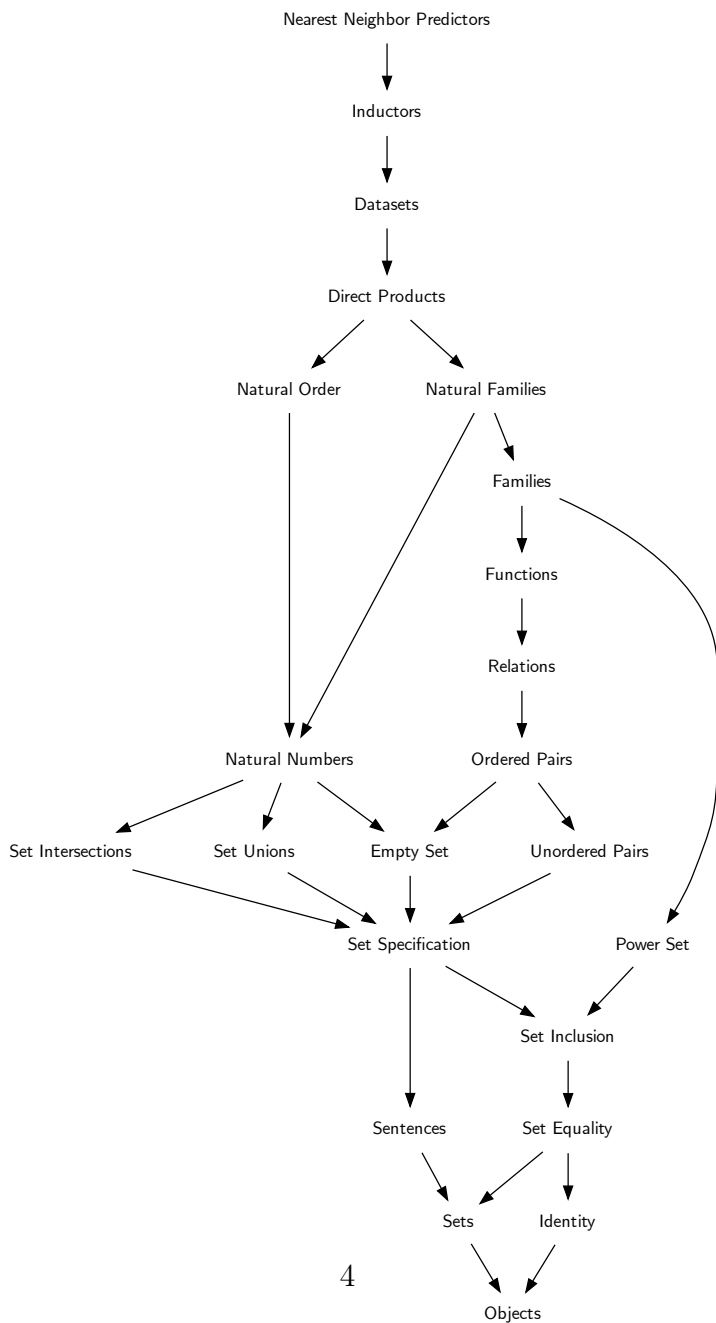 Nearest Neighbor Predictors
Inductors
Datasets
Direct Products
Natural Order
Natural Families
Families
Functions
Relations
Natural Numbers
Ordered Pairs
Set Intersections
Set Unions
Empty Set
Unordered Pairs
Set Specification
Power Set
Set Inclusion
Sentences
Set Equality
Sets
Identity
4
Objects